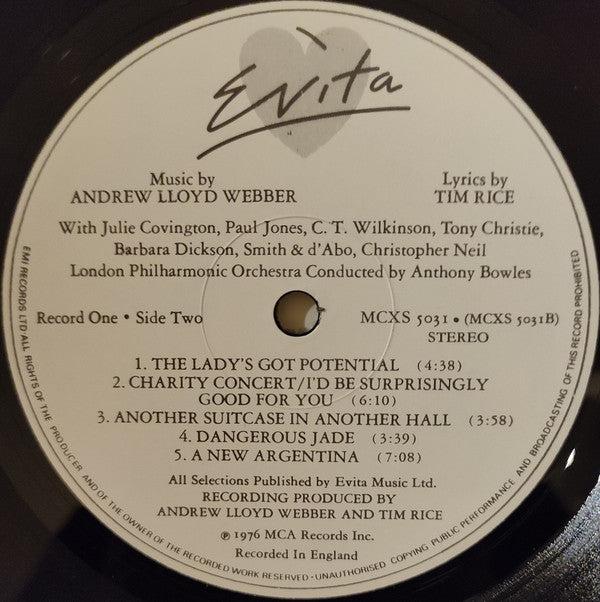 Evita
Music by
ANDREW LLOYD WEBBER
Lyrics by
TIM RICE
With Julie Covington, Paul Jones, C. T. Wilkinson, Tony Christie,
Barbara Dickson, Smith & d'Abo, Christopher Neil
London Philharmonic Orchestra Conducted by Anthony Bowles
Record One • Side Two
MCXS 5031 • (MCXS 5031B)
STEREO
1. THE LADY'S GOT POTENTIAL (4:38)
2. CHARITY CONCERT/I'D BE SURPRISINGLY
GOOD FOR YOU (6:10)
3. ANOTHER SUITCASE IN ANOTHER HALL (3:58)
4. DANGEROUS JADE (3:39)
5. A NEW ARGENTINA (7:08)
All Selections Published by Evita Music Ltd.
RECORDING PRODUCED BY
ANDREW LLOYD WEBBER AND TIM RICE
℗ 1976 MCA Records Inc.
Recorded In England
EMI RECORDS LTD·ALL RIGHTS OF THE PRODUCER AND OF THE OWNER OF THE RECORDED WORK RESERVED·UNAUTHORISED COPYING PUBLIC PERFORMANCE AND BROADCASTING OF THIS RECORD PROHIBITED